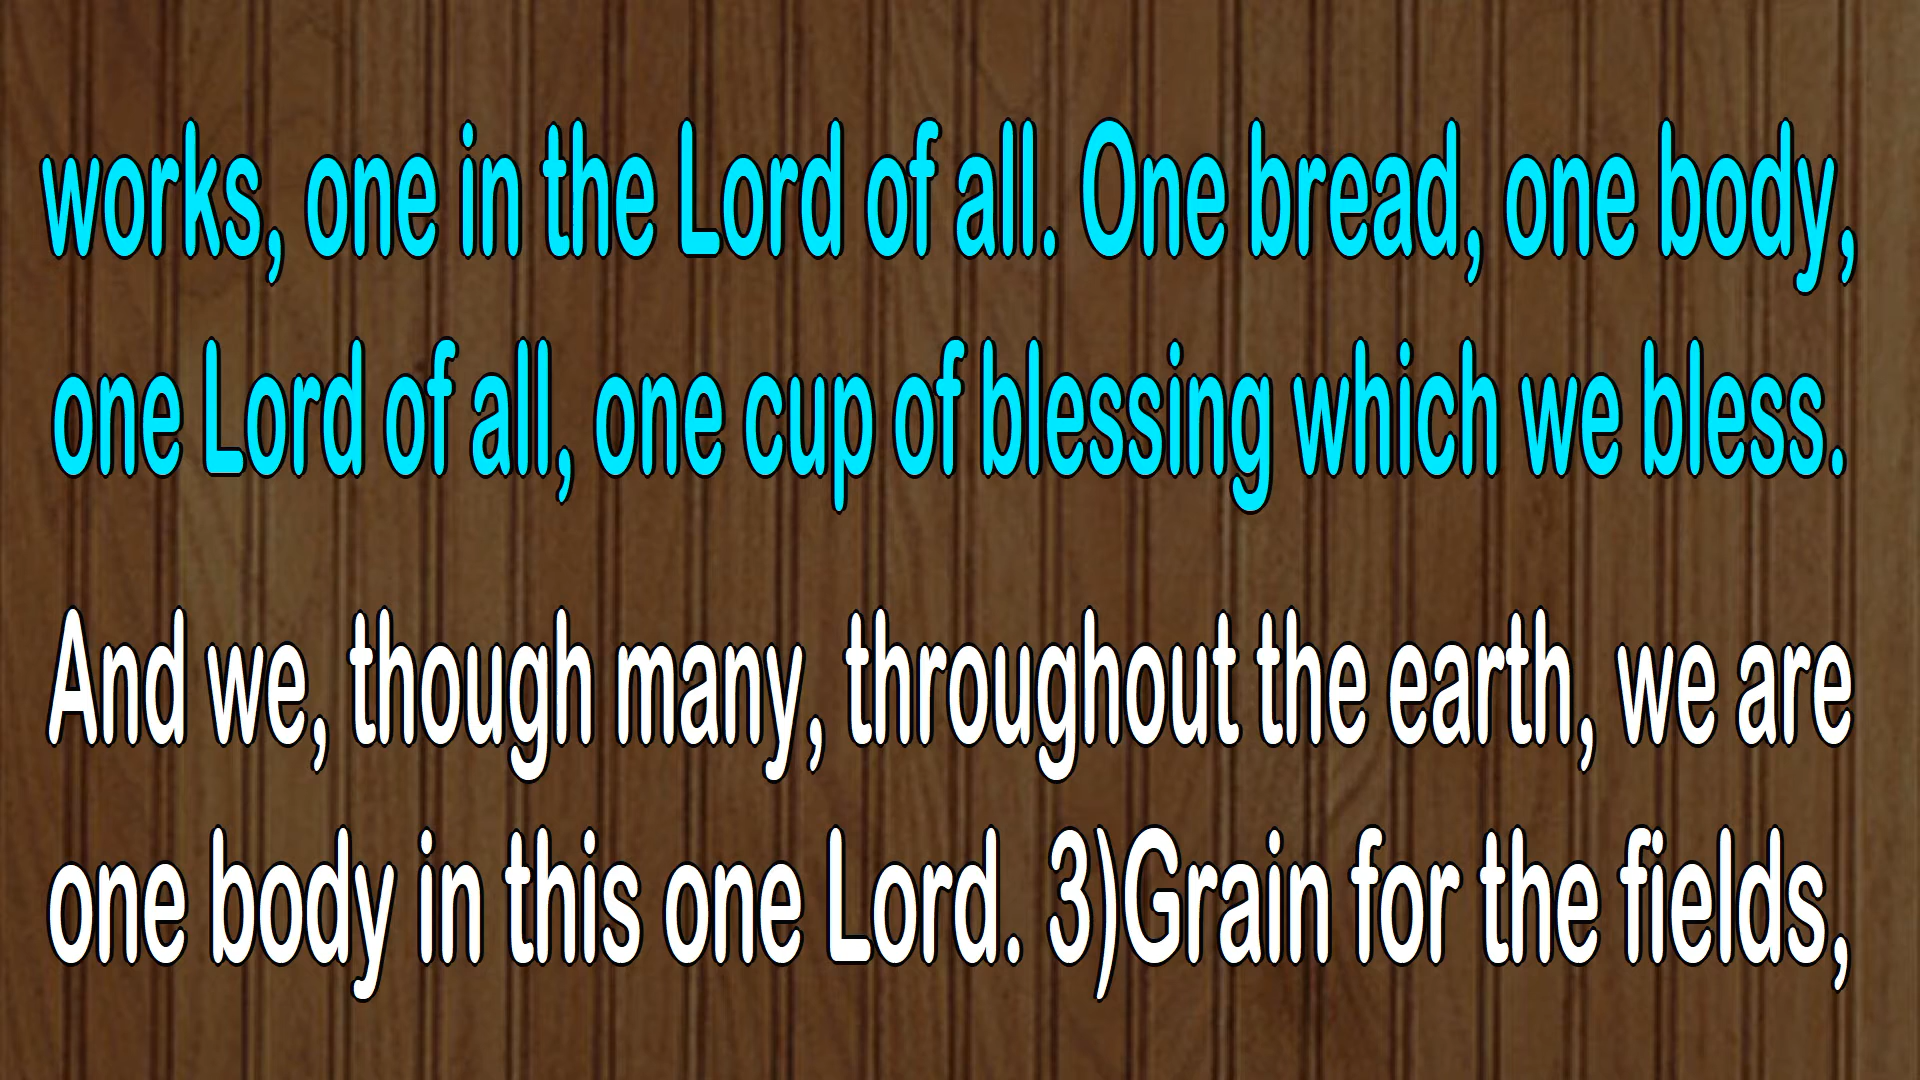 works, one in the Lord of all. One bread, one body,
one Lord of all, one cup of blessing which we bless.
And we, though many, throughout the earth, we are
one body in this one Lord. 3)Grain for the fields,